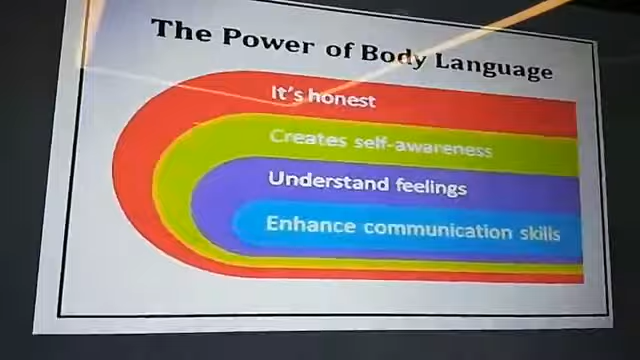 The Power of Body Language
It's honest
Creates self-awareness
Understand feelings
Enhance communication skills